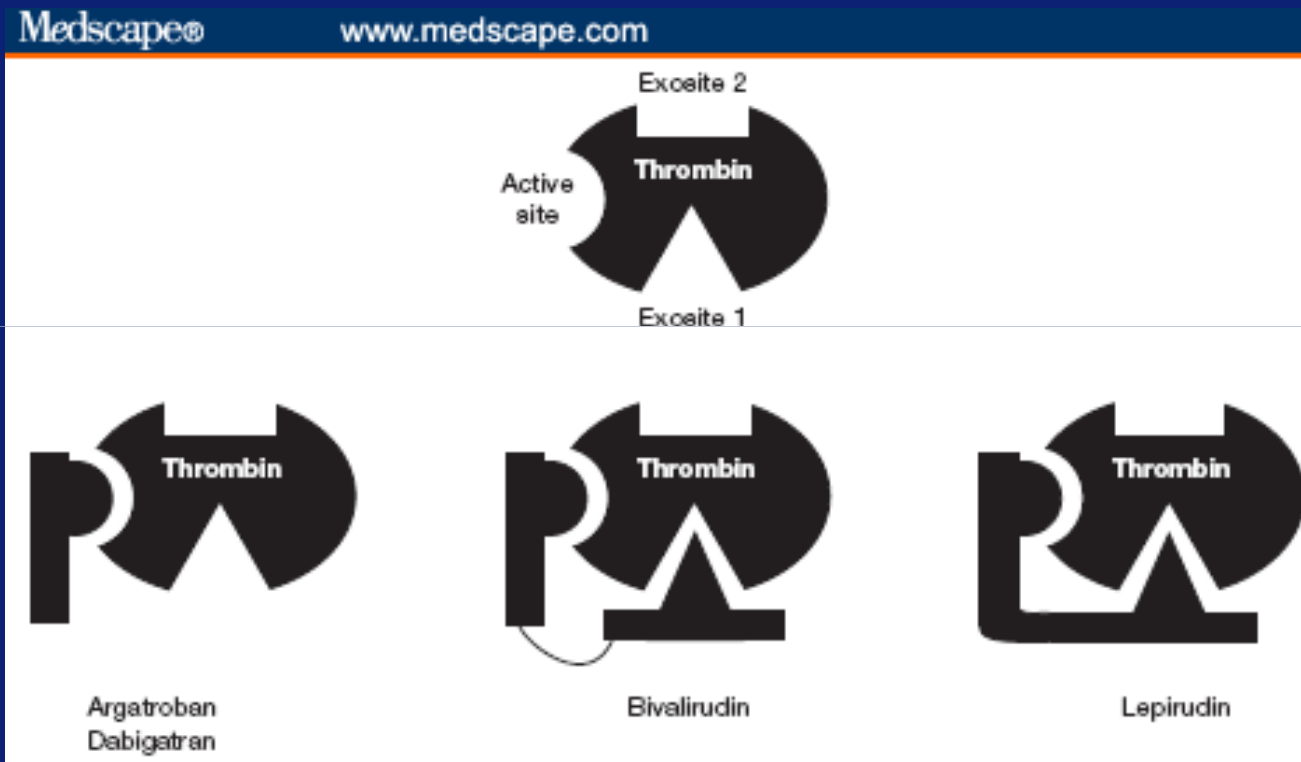 Medscape® www.medscape.com
Exosite 2
Thrombin
Active
site
Exosite 1
Thrombin
Thrombin
Thrombin
Argatroban
Dabigatran
Bivalirudin
Lepirudin